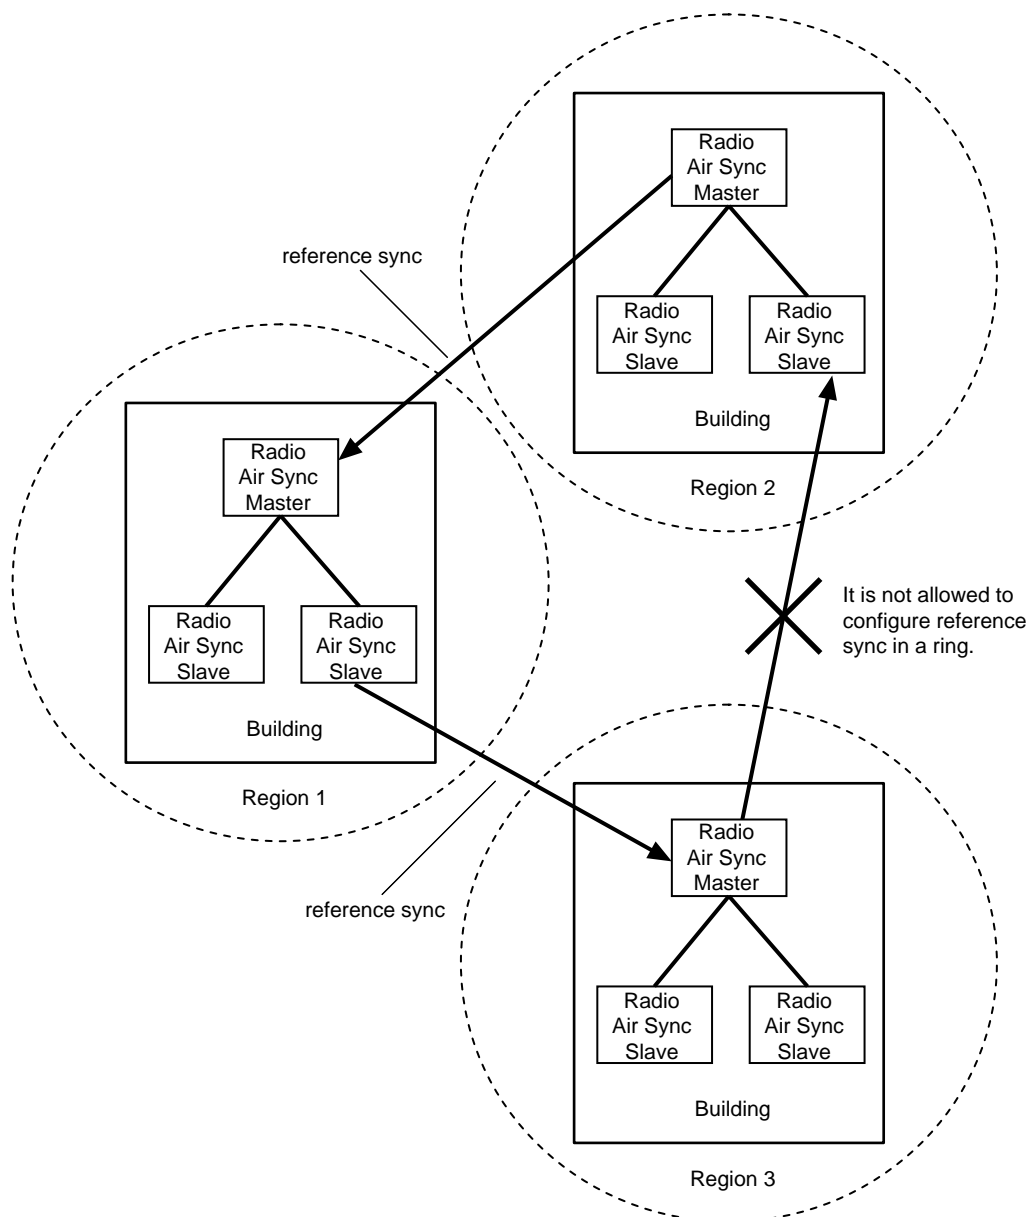 Radio
Air Sync
Master
reference sync
Radio
Air Sync
Slave
Radio
Air Sync
Slave
Building
Region 2
Radio
Air Sync
Master
Radio
Air Sync
Slave
Radio
Air Sync
Slave
Building
Region 1
It is not allowed to
configure reference
sync in a ring.
reference sync
Radio
Air Sync
Master
Radio
Air Sync
Slave
Radio
Air Sync
Slave
Building
Region 3